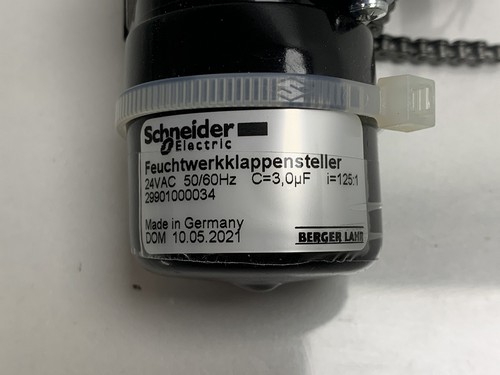 Schneider
Electric
Feuchtwerkklappensteller
24VAC 50/60Hz C=3,0µF i=125:1
29901000034
Made in Germany
DOM 10.05.2021
BERGER